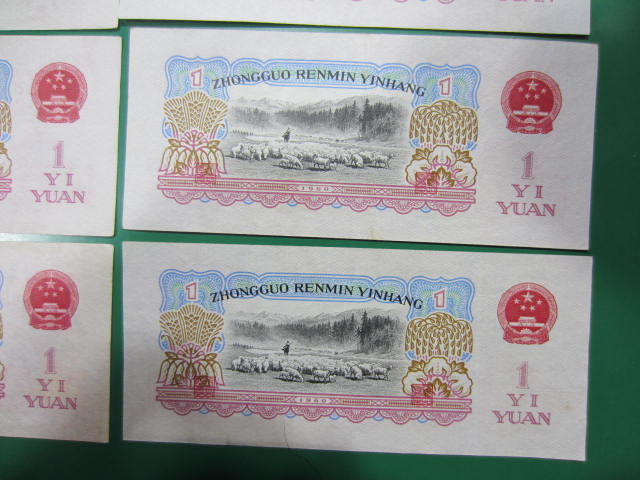 1
YI
YUAN
1 1
ZHONGGUO RENMIN YINHANG
1960
1
YI
YUAN
1
YI
YUAN
1 1
ZHONGGUO RENMIN YINHANG
1960
1
YI
YUAN